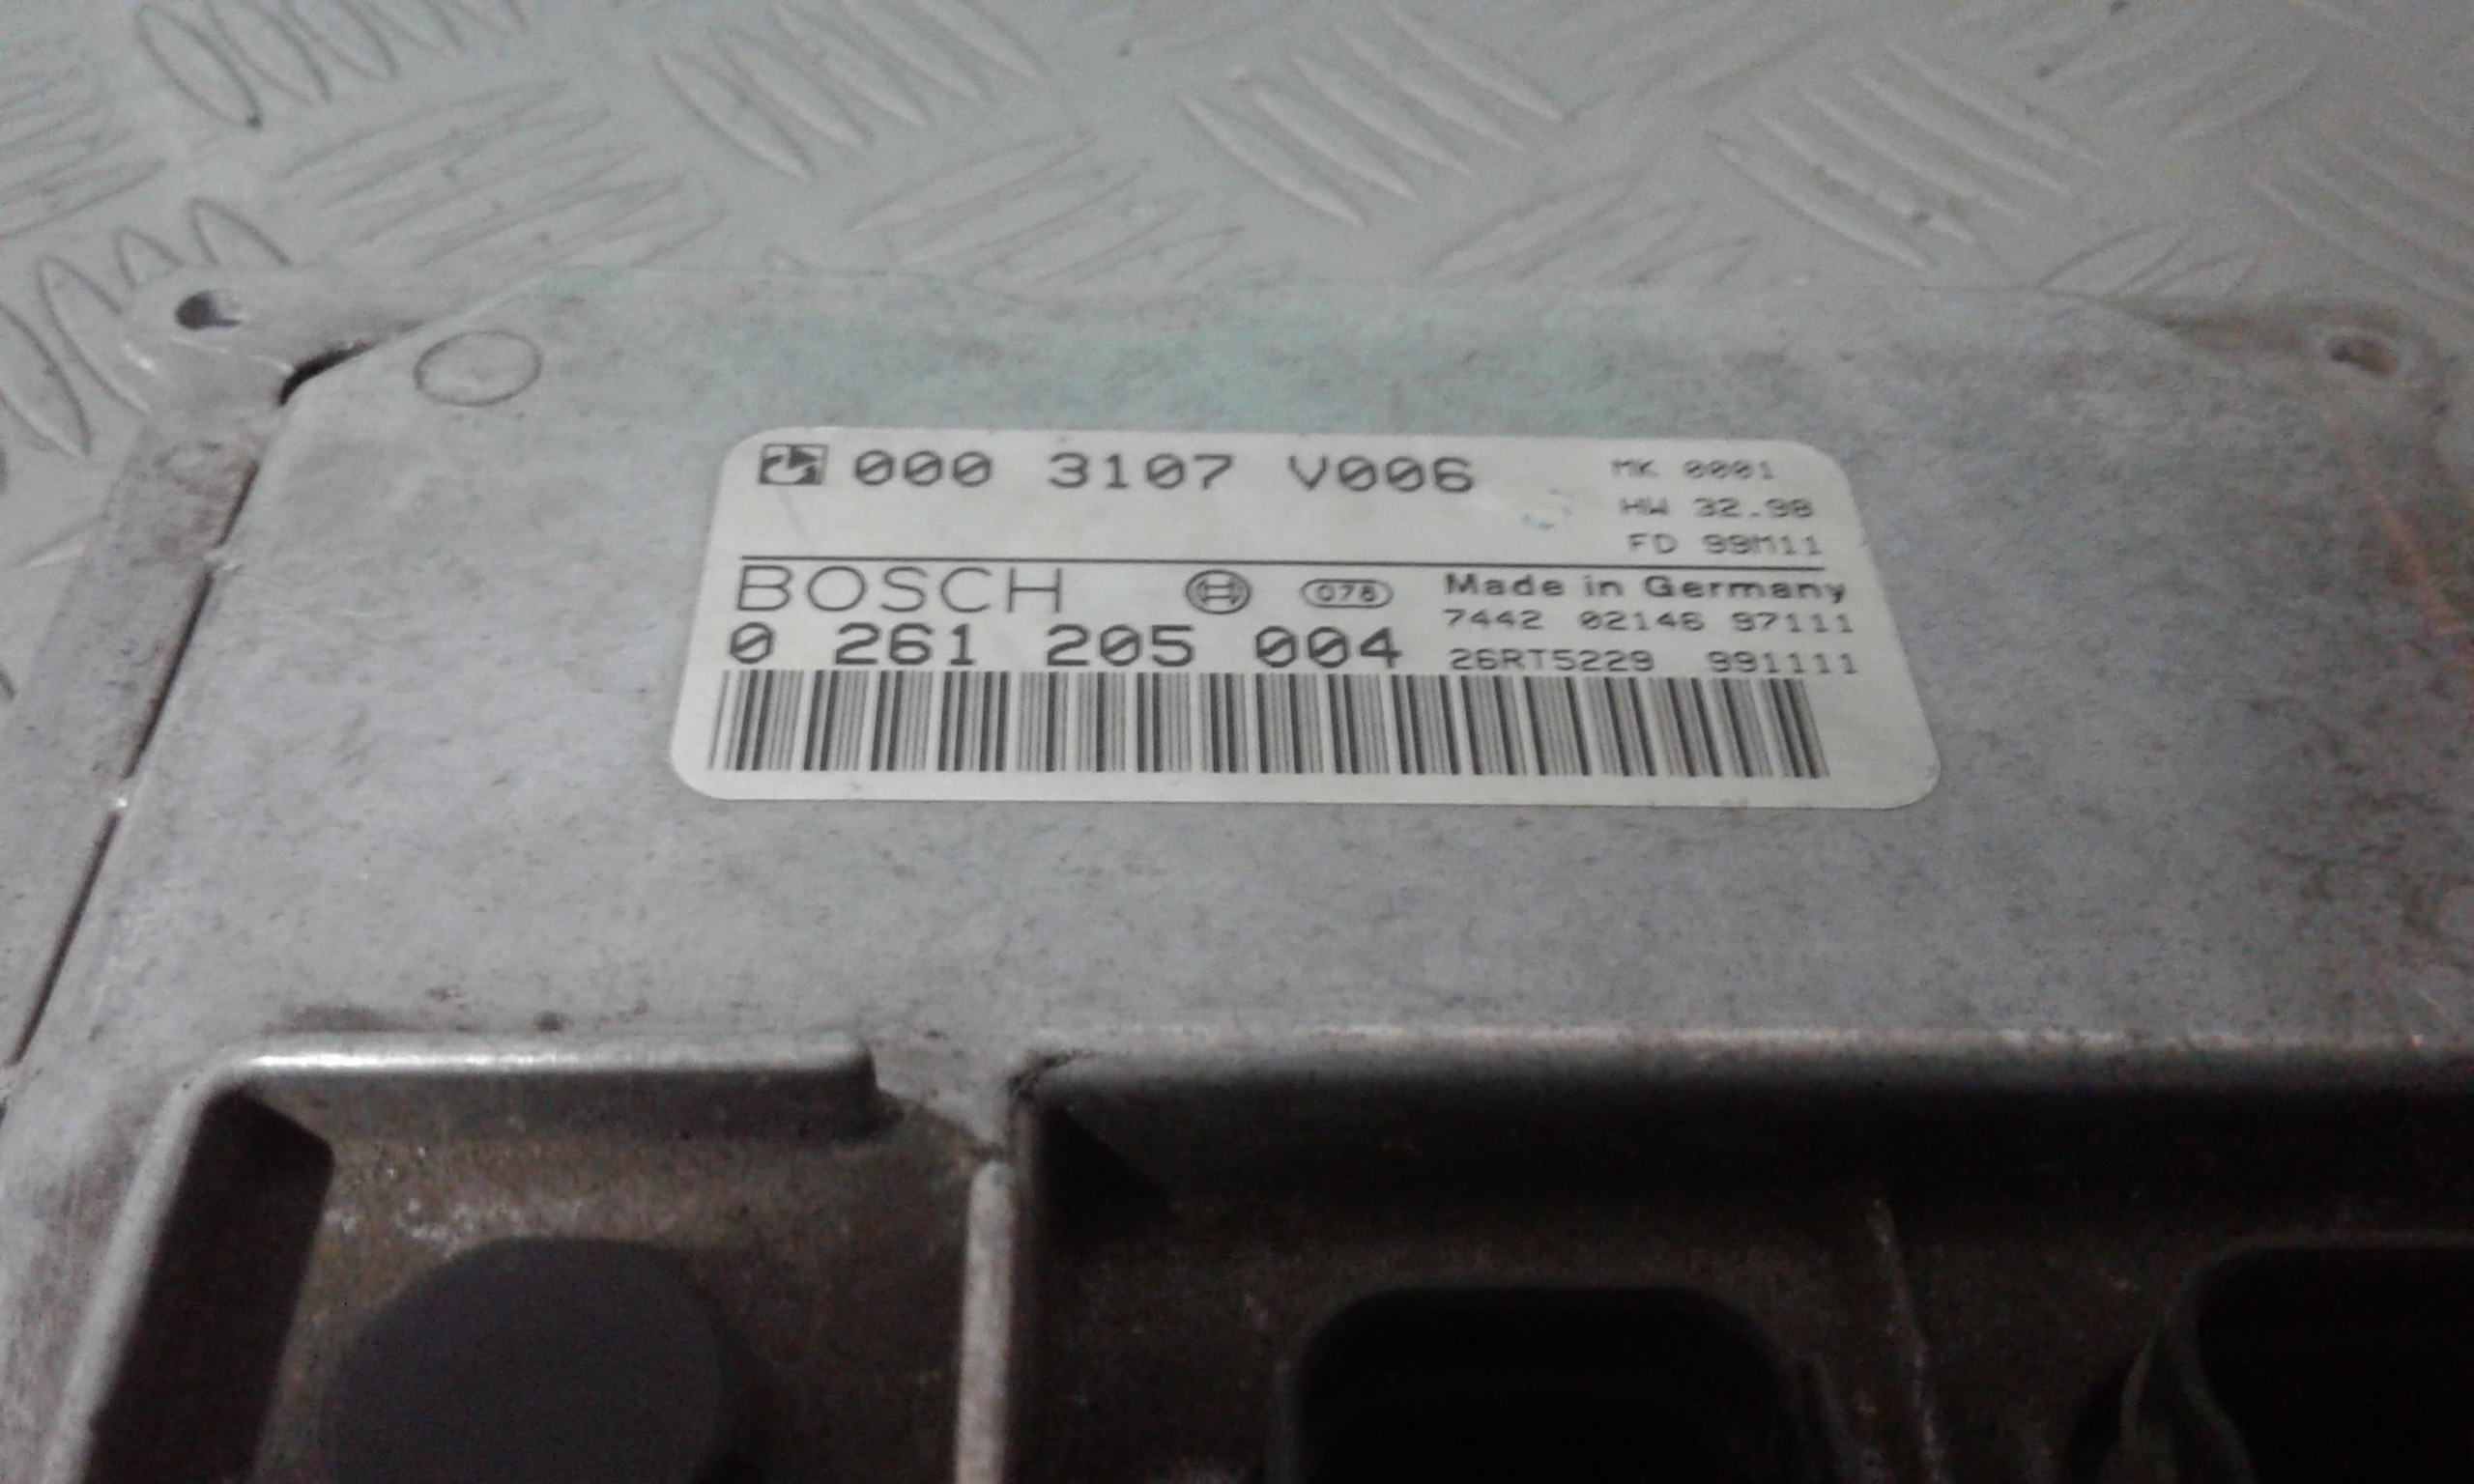 000 3107 V006
MK 0001
HW 32.98
FD 99M11
BOSCH
078
Made in Germany
0 261 205 004
7442 02146 97111
26RT5229 991111